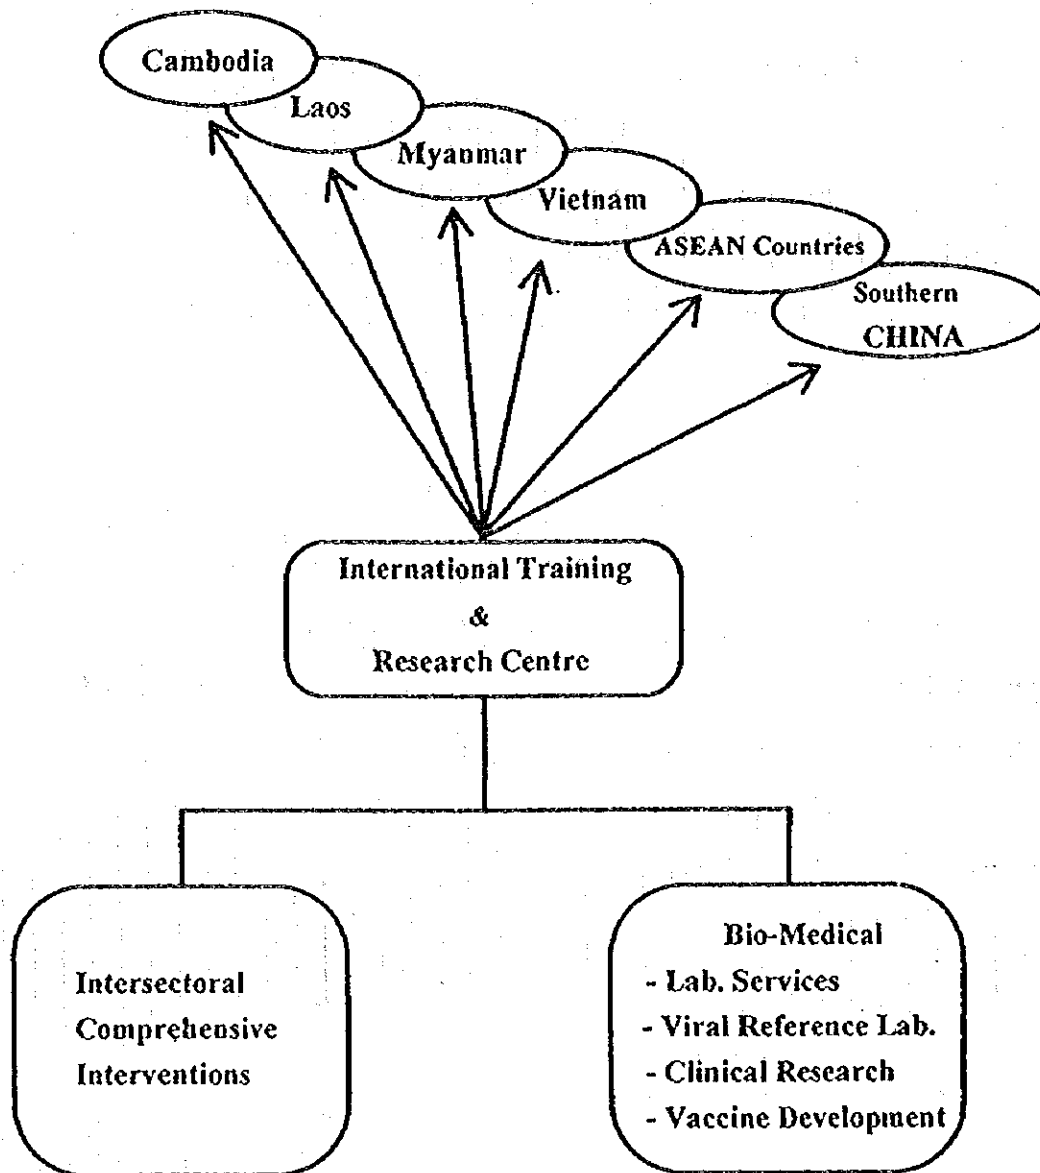 Cambodia
Laos
Myanmar
Vietnam
ASEAN Countries
Southern
CHINA
International Training
&
Research Centre
Intersectoral
Comprehensive
Interventions
Bio-Medical
- Lab. Services
- Viral Reference Lab.
- Clinical Research
- Vaccine Development